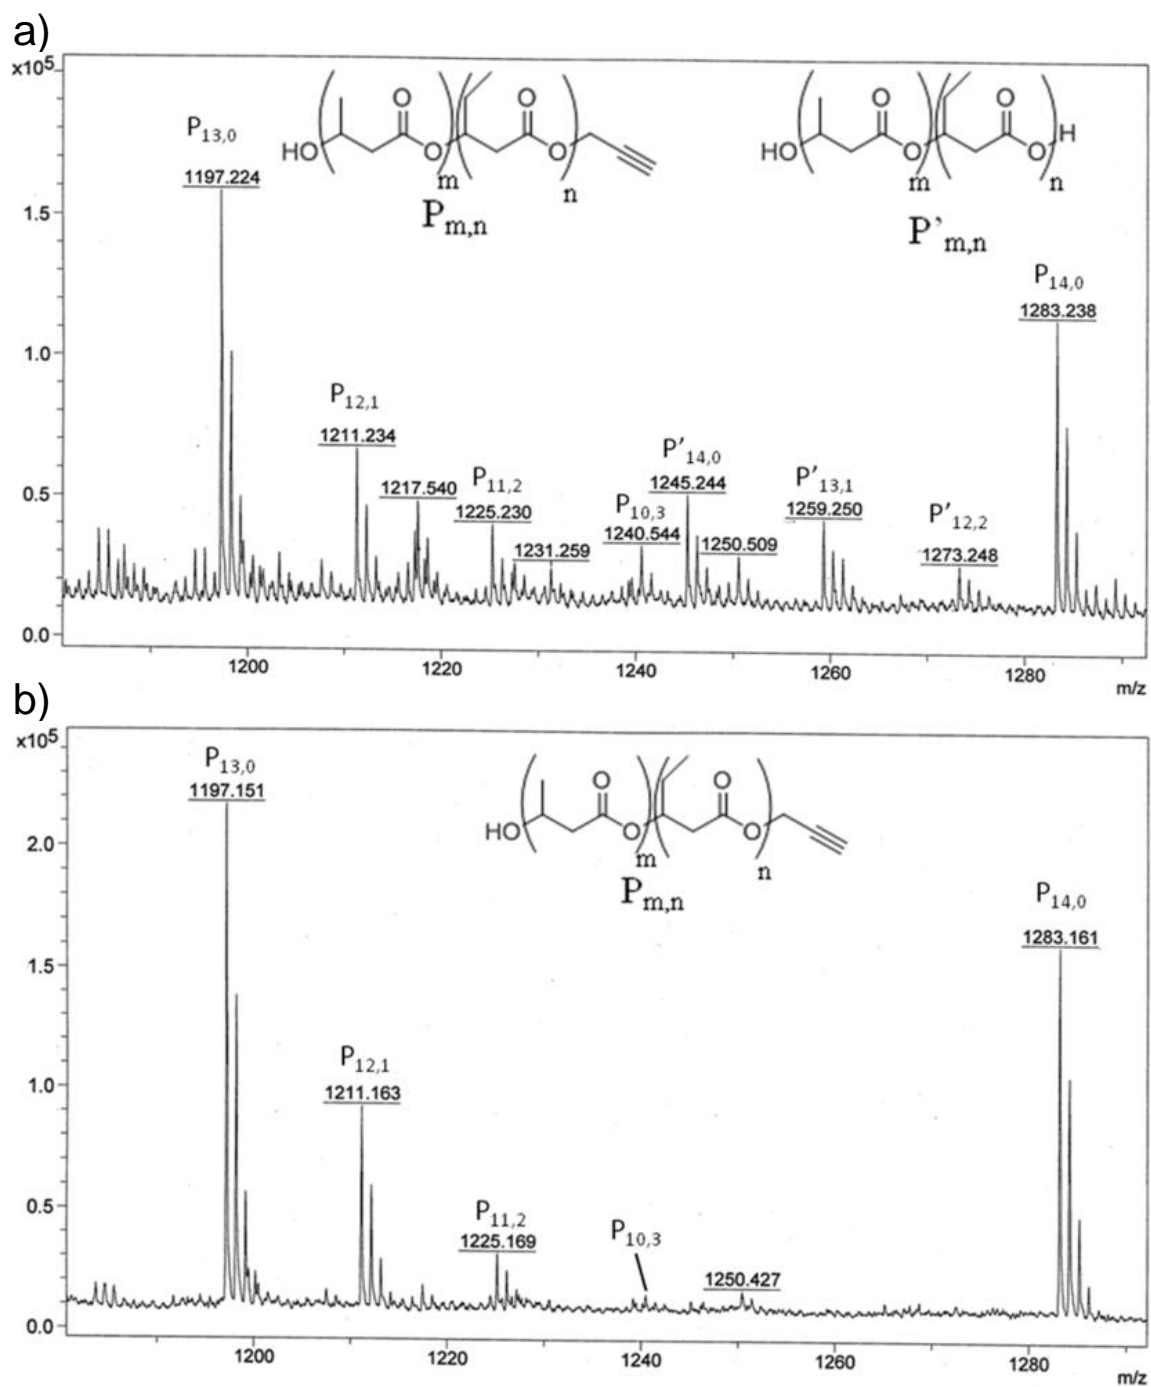 a)
x10⁵
P₁₃,₀
1197.224
HO
O
O
m
O
O
n
Pₘ,ₙ
HO
O
O
m
O
O
H
n
P'ₘ,ₙ
P₁₄,₀
1283.238
1.5
1.0
P₁₂,₁
1211.234
0.5
1217.540
P₁₁,₂
1225.230
1231.259
P₁₀,₃
1240.544
P'₁₄,₀
1245.244
1250.509
P'₁₃,₁
1259.250
P'₁₂,₂
1273.248
0.0
1200 1220 1240 1260 1280
m/z
b)
x10⁵
P₁₃,₀
1197.151
HO
O
O
m
O
O
n
Pₘ,ₙ
P₁₄,₀
1283.161
2.0
1.5
1.0
P₁₂,₁
1211.163
0.5
P₁₁,₂
1225.169
P₁₀,₃
1250.427
0.0
1200 1220 1240 1260 1280
m/z